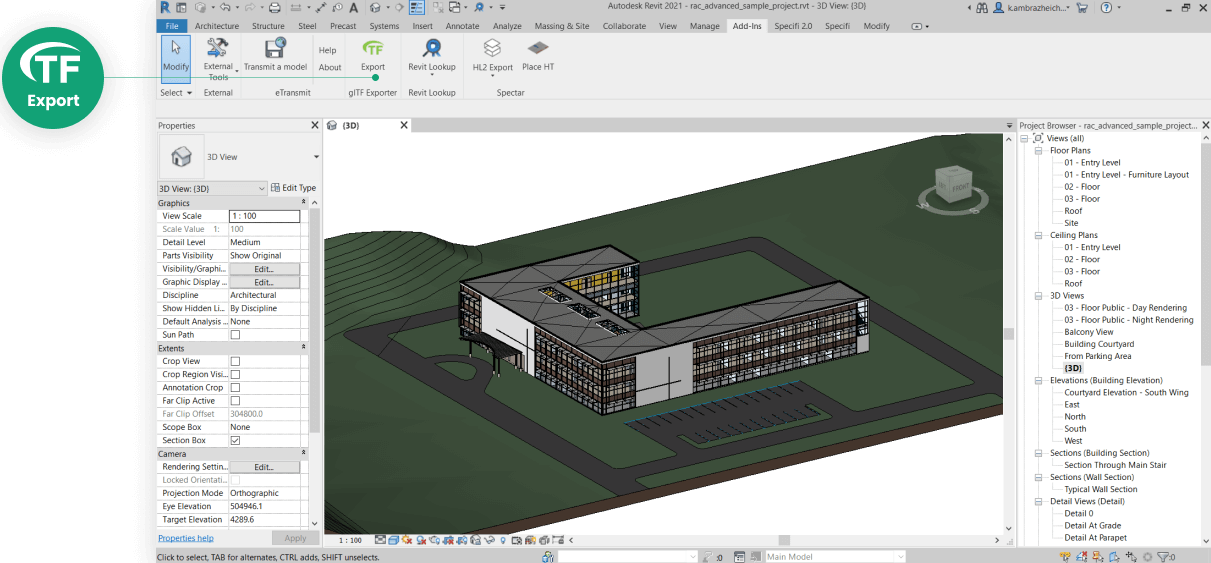 TF
Export
Autodesk Revit 2021 - rac_advanced_sample_project.rvt - 3D View: {3D}
k.ambrazheich...
File Architecture Structure Steel Precast Systems Insert Annotate Analyze Massing & Site Collaborate View Manage Add-Ins Specifi 2.0 Specifi Modify
Modify
External
Tools
Transmit a model
Help
About
TF
Export
Revit Lookup
HL2 Export
Place HT
Select External eTransmit glTF Exporter Revit Lookup Spectar
Properties
3D View
3D View: {3D}
Edit Type
Graphics
View Scale 1 : 100
Scale Value 1: 100
Detail Level Medium
Parts Visibility Show Original
Visibility/Graphi... Edit...
Graphic Display ... Edit...
Discipline Architectural
Show Hidden Li... By Discipline
Default Analysis ... None
Sun Path
Extents
Crop View
Crop Region Visi...
Annotation Crop
Far Clip Active
Far Clip Offset 304800.0
Scope Box None
Section Box
Camera
Rendering Settin... Edit...
Locked Orientati...
Projection Mode Orthographic
Eye Elevation 504946.1
Target Elevation 4289.6
Properties help
Apply
{3D}
FRONT
1 : 100
Project Browser - rac_advanced_sample_project...
Views (all)
Floor Plans
01 - Entry Level
01 - Entry Level - Furniture Layout
02 - Floor
03 - Floor
Roof
Site
Ceiling Plans
01 - Entry Level
02 - Floor
03 - Floor
Roof
3D Views
03 - Floor Public - Day Rendering
03 - Floor Public - Night Rendering
Balcony View
Building Courtyard
From Parking Area
{3D}
Elevations (Building Elevation)
Courtyard Elevation - South Wing
East
North
South
West
Sections (Building Section)
Section Through Main Stair
Sections (Wall Section)
Typical Wall Section
Detail Views (Detail)
Detail 0
Detail At Grade
Detail At Parapet
Click to select, TAB for alternates, CTRL adds, SHIFT unselects.
:0
Main Model
:0